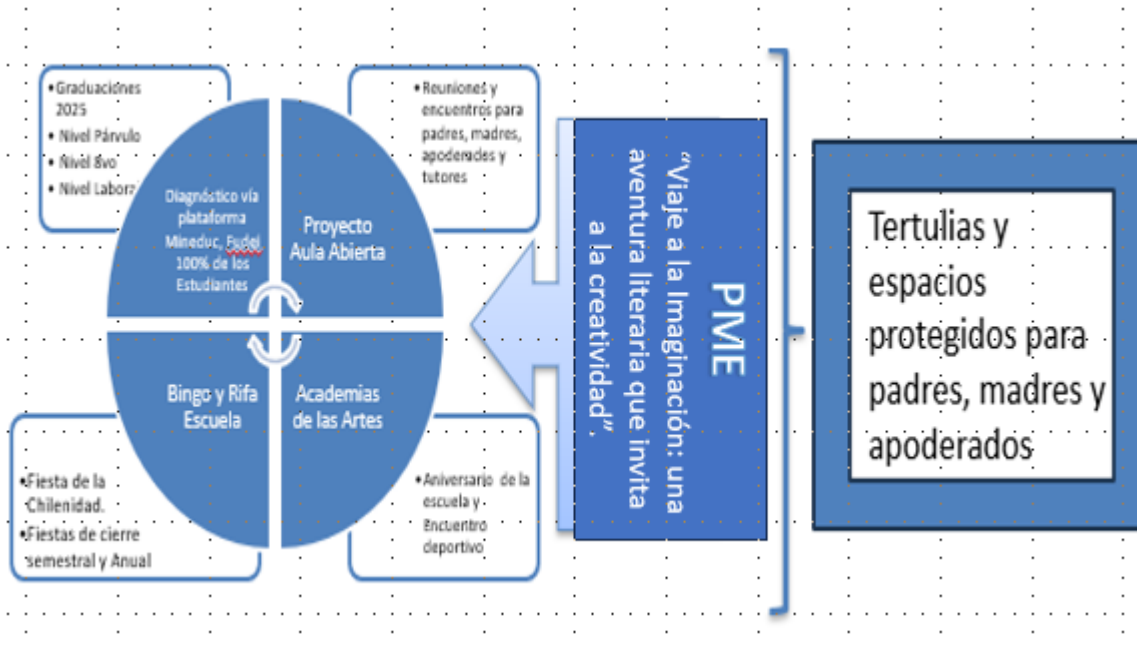 •Graduaciones
2025
• Nivel Párvulo
• Nivel 8vo
• Nivel Laboral
•Reuniones y
encuentros para
padres, madres,
apoderados y
tutores
Diagnóstico vía
plataforma
Mineduc, Fudei
100% de los
Estudiantes
Proyecto
Aula Abierta
Bingo y Rifa
Escuela
Academias
de las Artes
•Fiesta de la
Chilenidad.
•Fiestas de cierre
semestral y Anual
•Aniversario de la
escuela y
Encuentro
deportivo
PME
“Viaje a la Imaginación: una
aventura literaria que invita
a la creatividad”.
Tertulias y
espacios
protegidos para
padres, madres y
apoderados